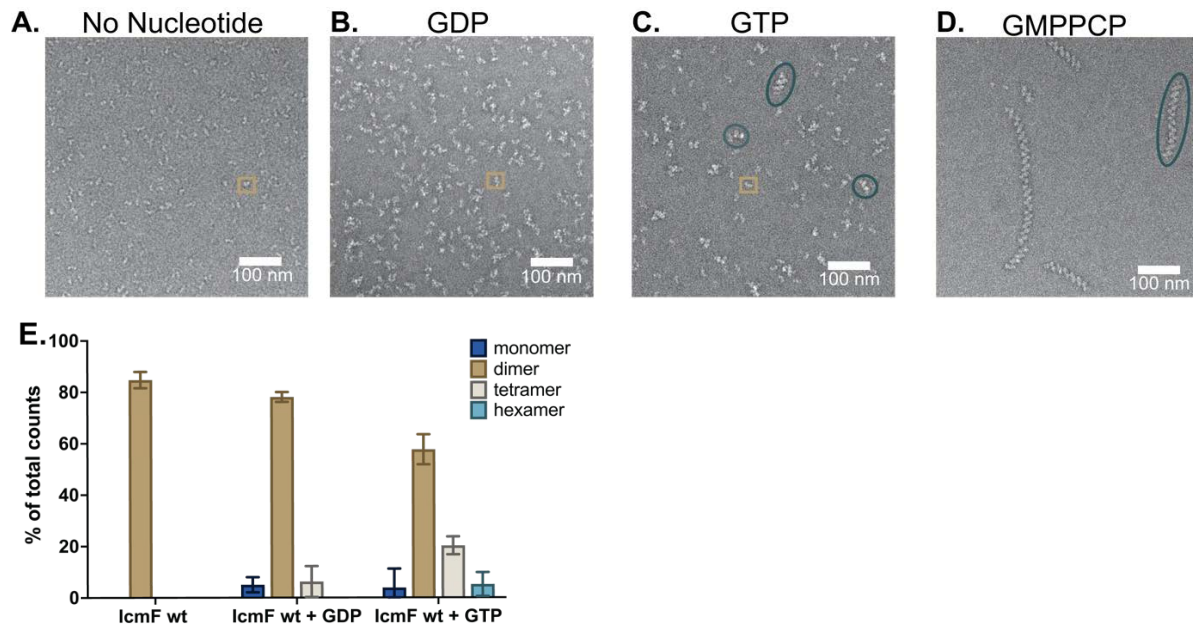 A. No Nucleotide
B. GDP
C. GTP
D. GMPPCP
100 nm
100 nm
100 nm
100 nm
E.
% of total counts
100
80
60
40
20
0
monomer
dimer
tetramer
hexamer
IcmF wt
IcmF wt + GDP
IcmF wt + GTP